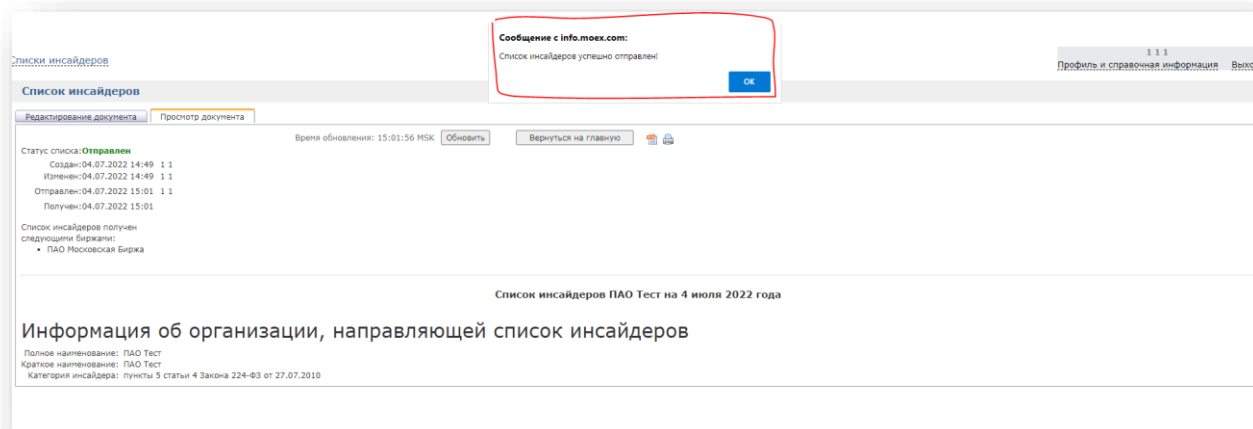 Сообщение с info.moex.com:
Список инсайдеров успешно отправлен!
ОК
Списки инсайдеров
1 1 1
Профиль и справочная информация Выхо
Список инсайдеров
Редактирование документа Просмотр документа
Время обновления: 15:01:56 MSK Обновить Вернуться на главную
Статус списка:Отправлен
Создан:04.07.2022 14:49 1 1
Изменен:04.07.2022 14:49 1 1
Отправлен:04.07.2022 15:01 1 1
Получен:04.07.2022 15:01
Список инсайдеров получен
следующими биржами:
• ПАО Московская Биржа
Список инсайдеров ПАО Тест на 4 июля 2022 года
Информация об организации, направляющей список инсайдеров
Полное наименование: ПАО Тест
Краткое наименование: ПАО Тест
Категория инсайдера: пункты 5 статьи 4 Закона 224-ФЗ от 27.07.2010